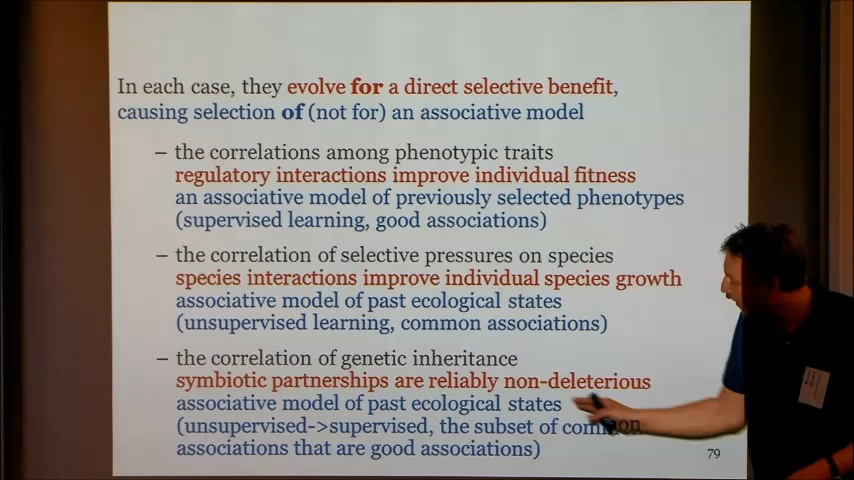 In each case, they evolve for a direct selective benefit,
causing selection of (not for) an associative model
– the correlations among phenotypic traits
regulatory interactions improve individual fitness
an associative model of previously selected phenotypes
(supervised learning, good associations)
– the correlation of selective pressures on species
species interactions improve individual species growth
associative model of past ecological states
(unsupervised learning, common associations)
– the correlation of genetic inheritance
symbiotic partnerships are reliably non-deleterious
associative model of past ecological states
(unsupervised->supervised, the subset of common
associations that are good associations)
79